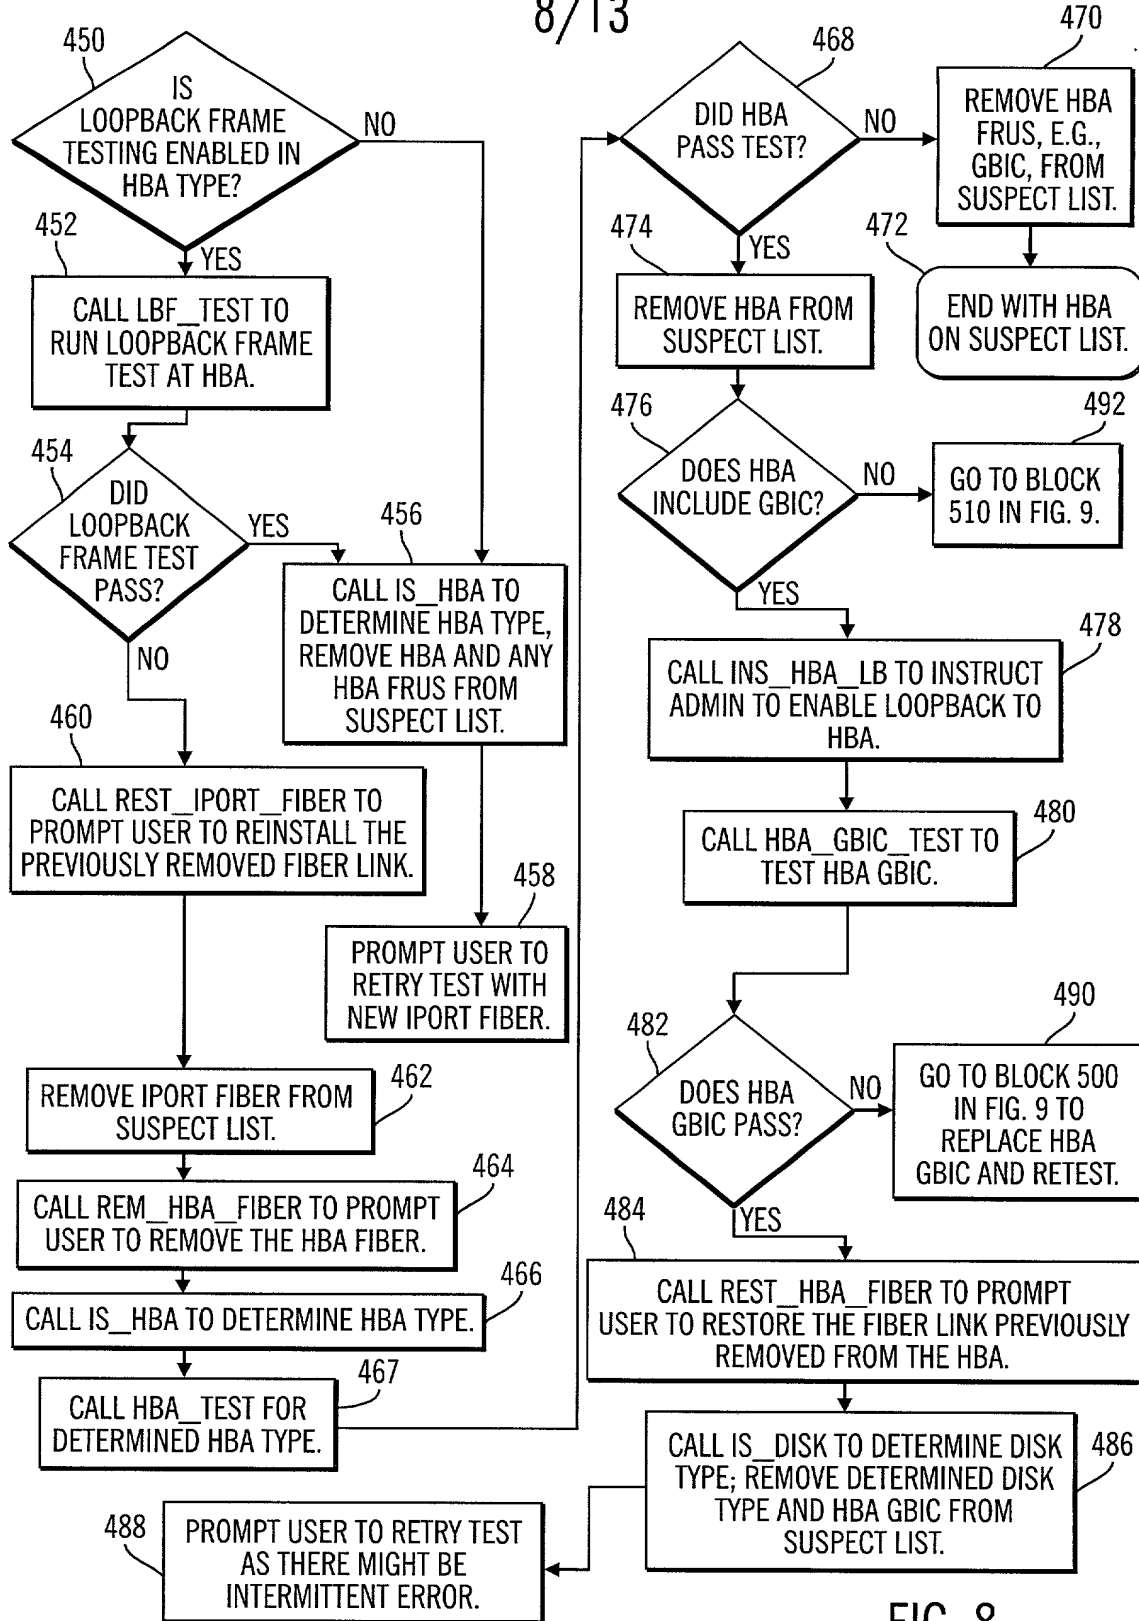 8/13
450
IS
LOOPBACK FRAME
TESTING ENABLED IN
HBA TYPE?
NO
YES
452
CALL LBF_TEST TO
RUN LOOPBACK FRAME
TEST AT HBA.
454
DID
LOOPBACK
FRAME TEST
PASS?
YES
NO
456
CALL IS_HBA TO
DETERMINE HBA TYPE,
REMOVE HBA AND ANY
HBA FRUS FROM
SUSPECT LIST.
458
PROMPT USER TO
RETRY TEST WITH
NEW IPORT FIBER.
460
CALL REST_IPORT_FIBER TO
PROMPT USER TO REINSTALL THE
PREVIOUSLY REMOVED FIBER LINK.
462
REMOVE IPORT FIBER FROM
SUSPECT LIST.
464
CALL REM_HBA_FIBER TO PROMPT
USER TO REMOVE THE HBA FIBER.
466
CALL IS_HBA TO DETERMINE HBA TYPE.
467
CALL HBA_TEST FOR
DETERMINED HBA TYPE.
468
DID HBA
PASS TEST?
NO
YES
470
REMOVE HBA
FRUS, E.G.,
GBIC, FROM
SUSPECT LIST.
472
END WITH HBA
ON SUSPECT LIST.
474
REMOVE HBA FROM
SUSPECT LIST.
476
DOES HBA
INCLUDE GBIC?
NO
YES
492
GO TO BLOCK
510 IN FIG. 9.
478
CALL INS_HBA_LB TO INSTRUCT
ADMIN TO ENABLE LOOPBACK TO
HBA.
480
CALL HBA_GBIC_TEST TO
TEST HBA GBIC.
482
DOES HBA
GBIC PASS?
NO
YES
490
GO TO BLOCK 500
IN FIG. 9 TO
REPLACE HBA
GBIC AND RETEST.
484
CALL REST_HBA_FIBER TO PROMPT
USER TO RESTORE THE FIBER LINK PREVIOUSLY
REMOVED FROM THE HBA.
486
CALL IS_DISK TO DETERMINE DISK
TYPE; REMOVE DETERMINED DISK
TYPE AND HBA GBIC FROM
SUSPECT LIST.
488
PROMPT USER TO RETRY TEST
AS THERE MIGHT BE
INTERMITTENT ERROR.
FIG. 8